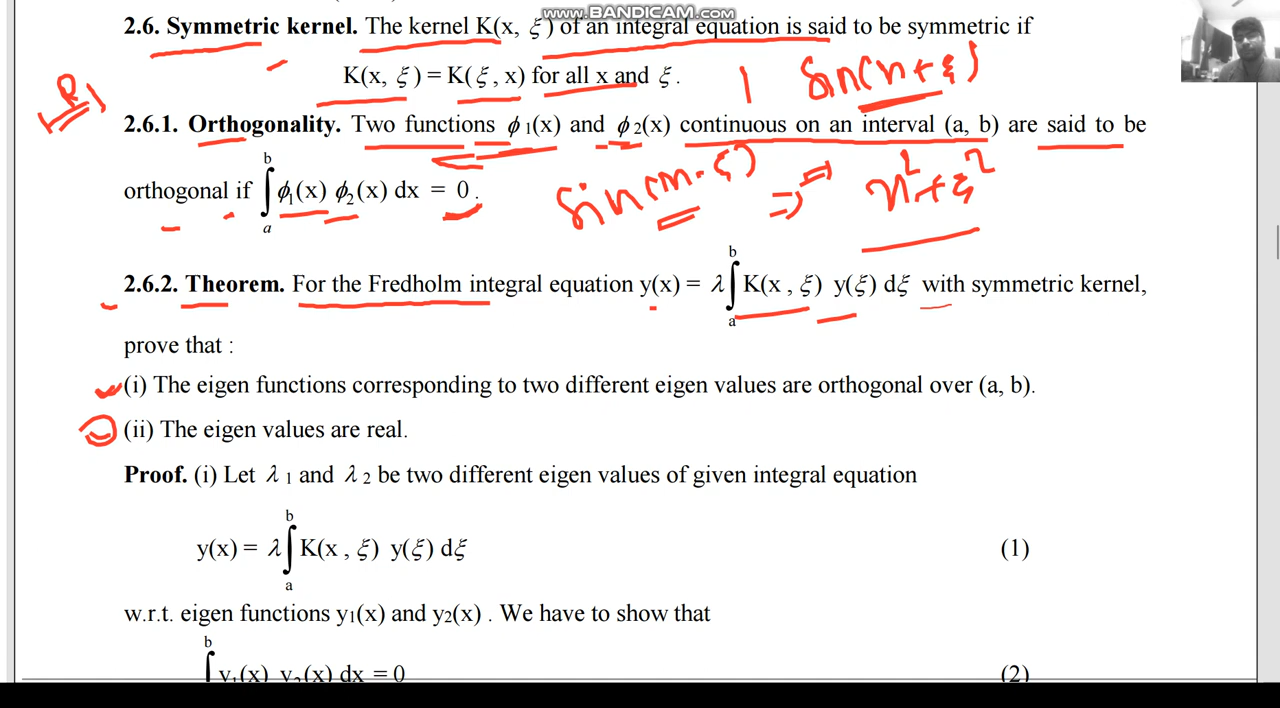 www.BANDICAM.com
2.6. Symmetric kernel. The kernel K(x, ξ) of an integral equation is said to be symmetric if
K(x, ξ) = K(ξ, x) for all x and ξ.
sin(x+ξ)
2.6.1. Orthogonality. Two functions ϕ1(x) and ϕ2(x) continuous on an interval (a, b) are said to be
orthogonal if ∫ₐᵇ ϕ1(x) ϕ2(x) dx = 0.
sin(x·ξ) ⇒ x²+ξ²
2.6.2. Theorem. For the Fredholm integral equation y(x) = λ∫ₐᵇ K(x, ξ) y(ξ) dξ with symmetric kernel,
prove that :
(i) The eigen functions corresponding to two different eigen values are orthogonal over (a, b).
(ii) The eigen values are real.
Proof. (i) Let λ1 and λ2 be two different eigen values of given integral equation
y(x) = λ∫ₐᵇ K(x, ξ) y(ξ) dξ (1)
w.r.t. eigen functions y1(x) and y2(x). We have to show that
∫ᵇ y1(x) y2(x) dx = 0 (2)